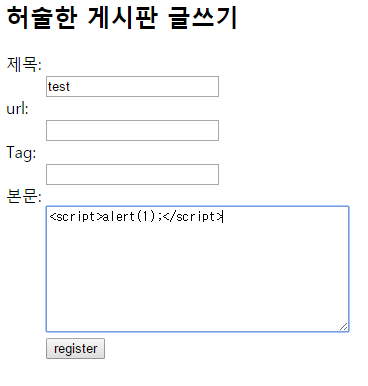 허술한 게시판 글쓰기
제목:
test
url:
Tag:
본문:
<script>alert(1);</script>
register